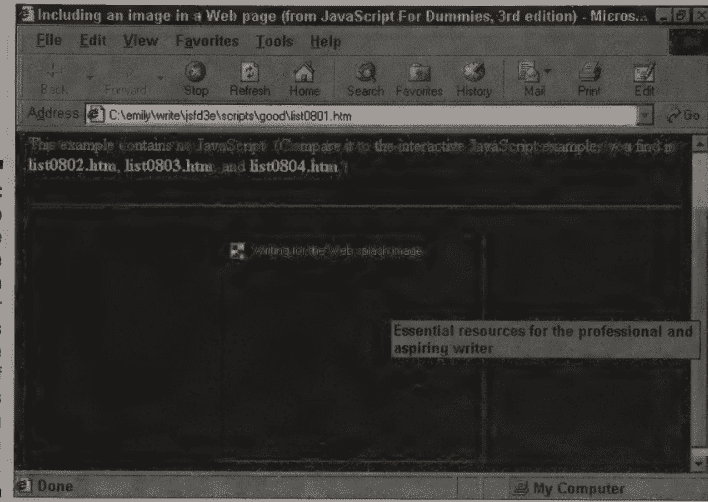 Including an image in a Web page (from JavaScript For Dummies, 3rd edition) - Micros...
File Edit View Favorites Tools Help
Back Forward Stop Refresh Home Search Favorites History Mail Print Edit
Address C:\emily\write\jsfd3e\scripts\good\list0801.htm Go
This example contains no JavaScript. (Compare it to the interactive JavaScript examples you find in
list0802.htm, list0803.htm, and list0804.htm.)
Writing for the Web splash image
Essential resources for the professional and
aspiring writer
Done My Computer